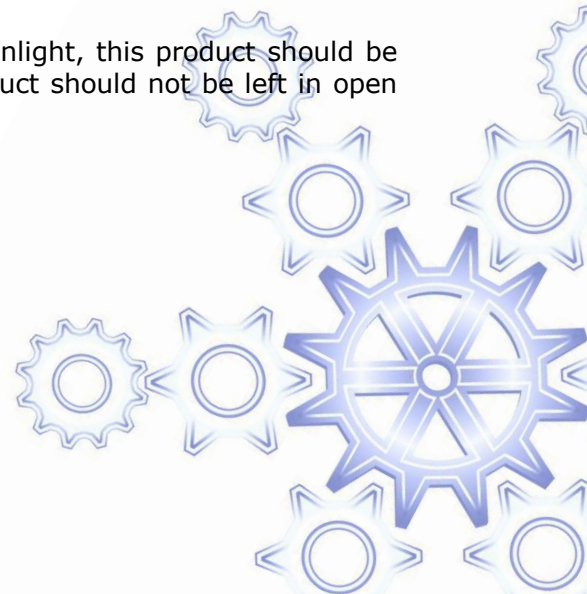 nlight, this product should be
uct should not be left in open